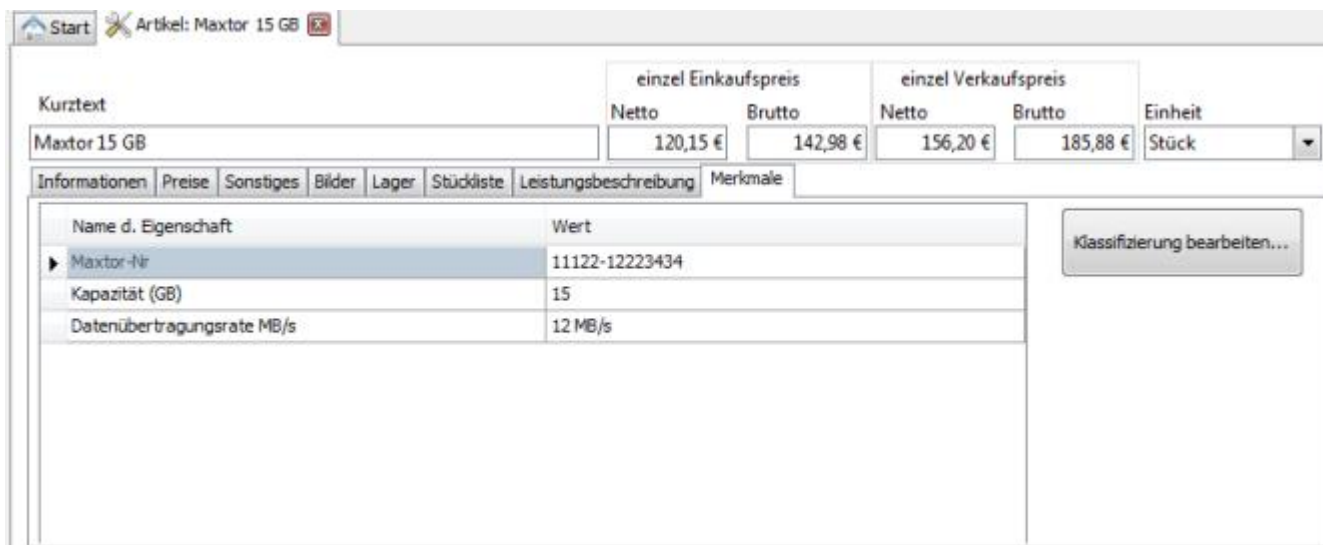 Start Artikel: Maxtor 15 GB
einzel Einkaufspreis einzel Verkaufspreis
Kurztext Netto Brutto Netto Brutto Einheit
Maxtor 15 GB 120,15 € 142,98 € 156,20 € 185,88 € Stück
Informationen Preise Sonstiges Bilder Lager Stückliste Leistungsbeschreibung Merkmale
Name d. Eigenschaft Wert
Klassifizierung bearbeiten...
Maxtor-Nr 11122-12223434
Kapazität (GB) 15
Datenübertragungsrate MB/s 12 MB/s